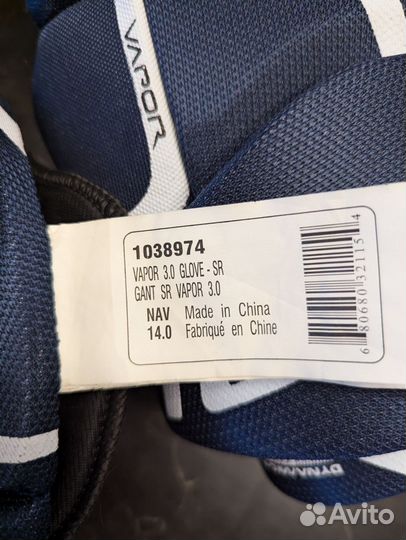 VAPOR
1038974
VAPOR 3.0 GLOVE - SR
GANT SR VAPOR 3.0
NAV Made in China
14.0 Fabriqué en Chine
6 80680 32115 4
Avito